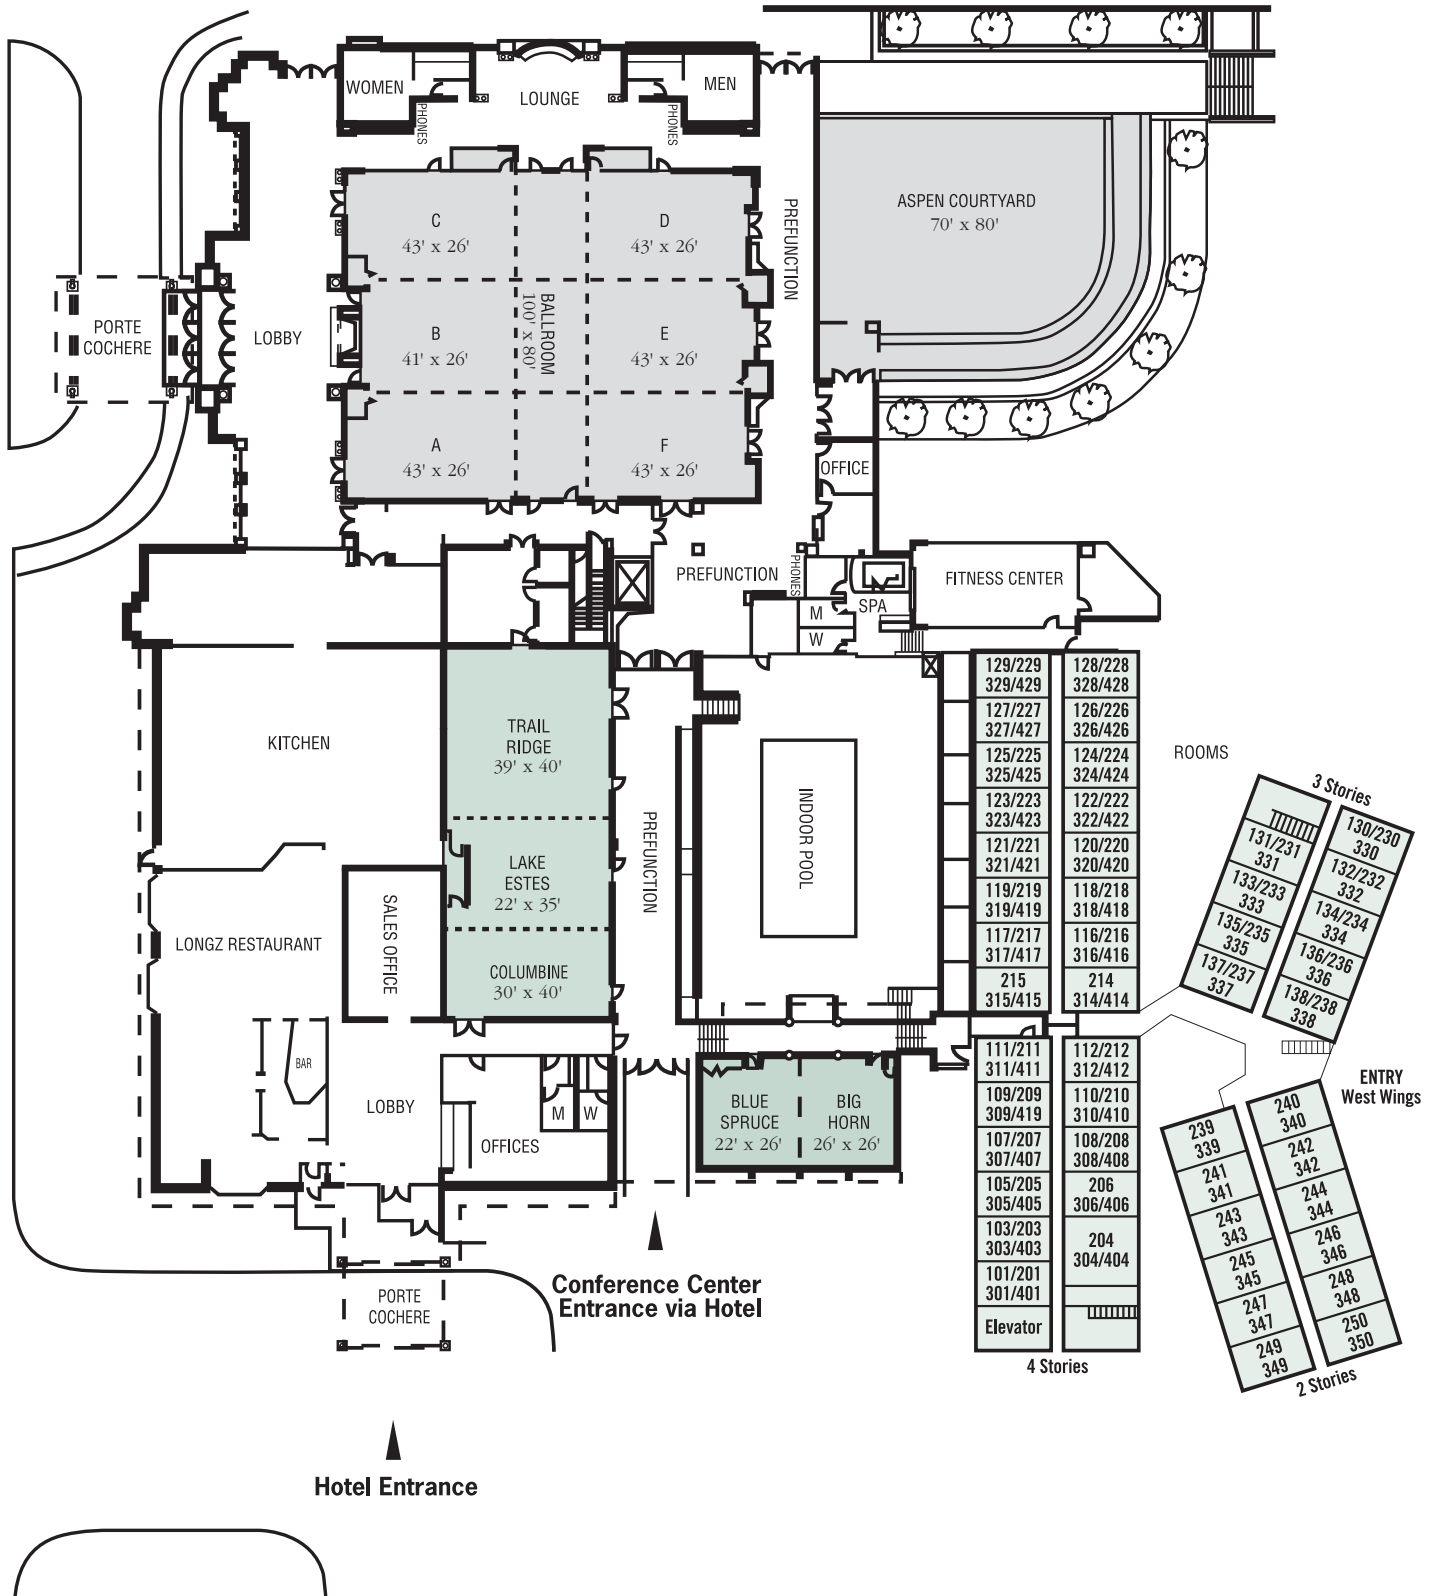 WOMEN
PHONES
LOUNGE
PHONES
MEN
PREFUNCTION
ASPEN COURTYARD
70' x 80'
C
43' x 26'
D
43' x 26'
PORTE
COCHERE
LOBBY
B
41' x 26'
BALLROOM
100' x 80'
E
43' x 26'
A
43' x 26'
F
43' x 26'
OFFICE
PREFUNCTION
PHONES
SPA
M
W
FITNESS CENTER
KITCHEN
TRAIL
RIDGE
39' x 40'
LAKE
ESTES
22' x 35'
COLUMBINE
30' x 40'
PREFUNCTION
INDOOR POOL
LONGZ RESTAURANT
SALES OFFICE
BAR
LOBBY
OFFICES
M
W
BLUE
SPRUCE
22' x 26'
BIG
HORN
26' x 26'
129/229
329/429
127/227
327/427
125/225
325/425
123/223
323/423
121/221
321/421
119/219
319/419
117/217
317/417
215
315/415
128/228
328/428
126/226
326/426
124/224
324/424
122/222
322/422
120/220
320/420
118/218
318/418
116/216
316/416
214
314/414
ROOMS
111/211
311/411
109/209
309/419
107/207
307/407
105/205
305/405
103/203
303/403
101/201
301/401
Elevator
112/212
312/412
110/210
310/410
108/208
308/408
206
306/406
204
304/404
4 Stories
3 Stories
131/231
331
133/233
333
135/235
335
137/237
337
130/230
330
132/232
332
134/234
334
136/236
336
138/238
338
ENTRY
West Wings
239
339
241
341
243
343
245
345
247
347
249
349
240
340
242
342
244
344
246
346
248
348
250
350
2 Stories
PORTE
COCHERE
Conference Center
Entrance via Hotel
Hotel Entrance